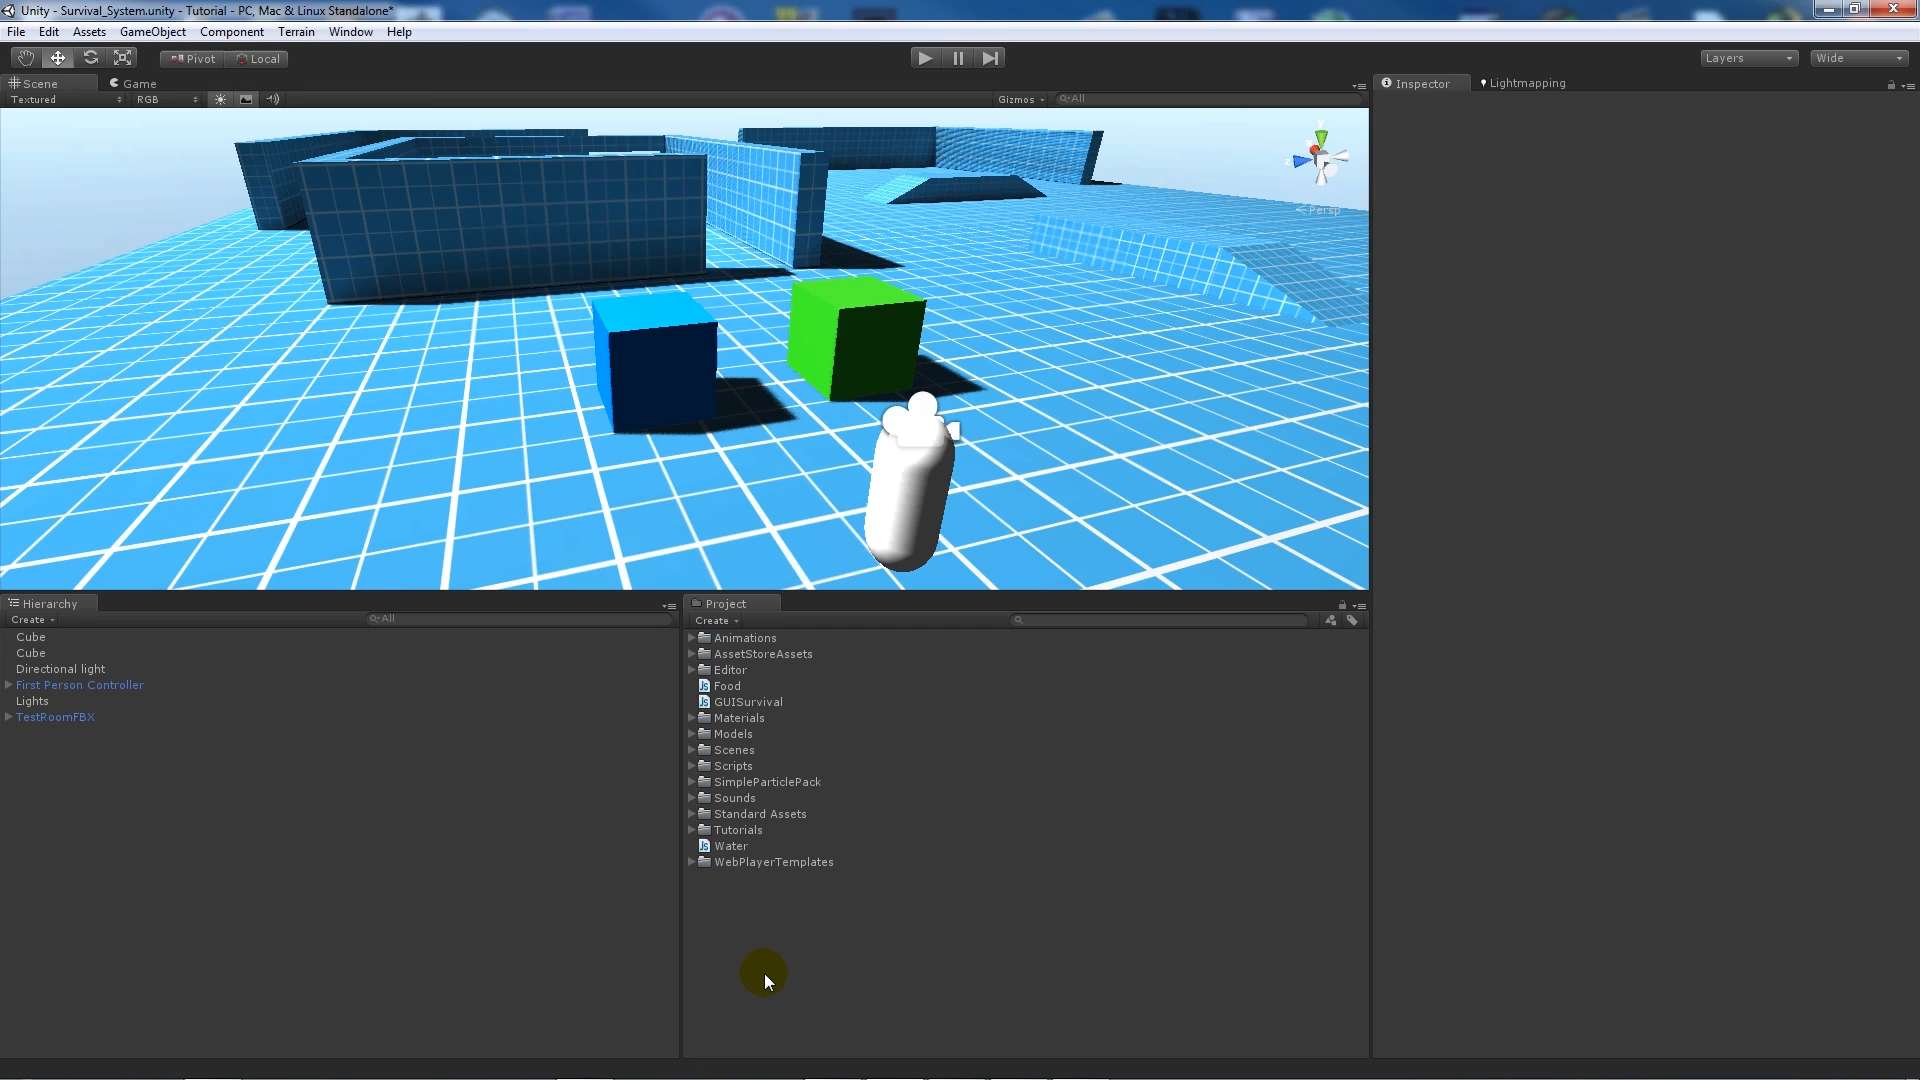 Unity - Survival_System.unity - Tutorial - PC, Mac & Linux Standalone*
File Edit Assets GameObject Component Terrain Window Help
Pivot Local Layers Wide
Scene Game
Textured RGB Gizmos All
Inspector Lightmapping
y
z
Persp
Hierarchy
Create All
Cube
Cube
Directional light
First Person Controller
Lights
TestRoomFBX
Project
Create
Animations
AssetStoreAssets
Editor
Food
GUISurvival
Materials
Models
Scenes
Scripts
SimpleParticlePack
Sounds
Standard Assets
Tutorials
Water
WebPlayerTemplates